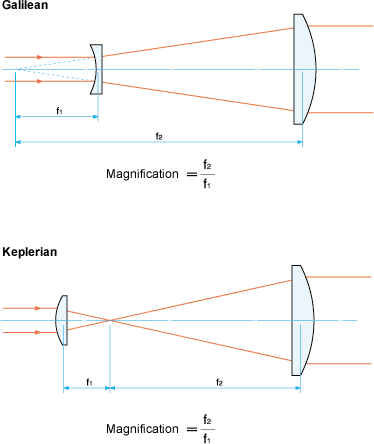 Galilean
f1
f2
Magnification = f2
f1
Keplerian
f1 f2
Magnification = f2
f1